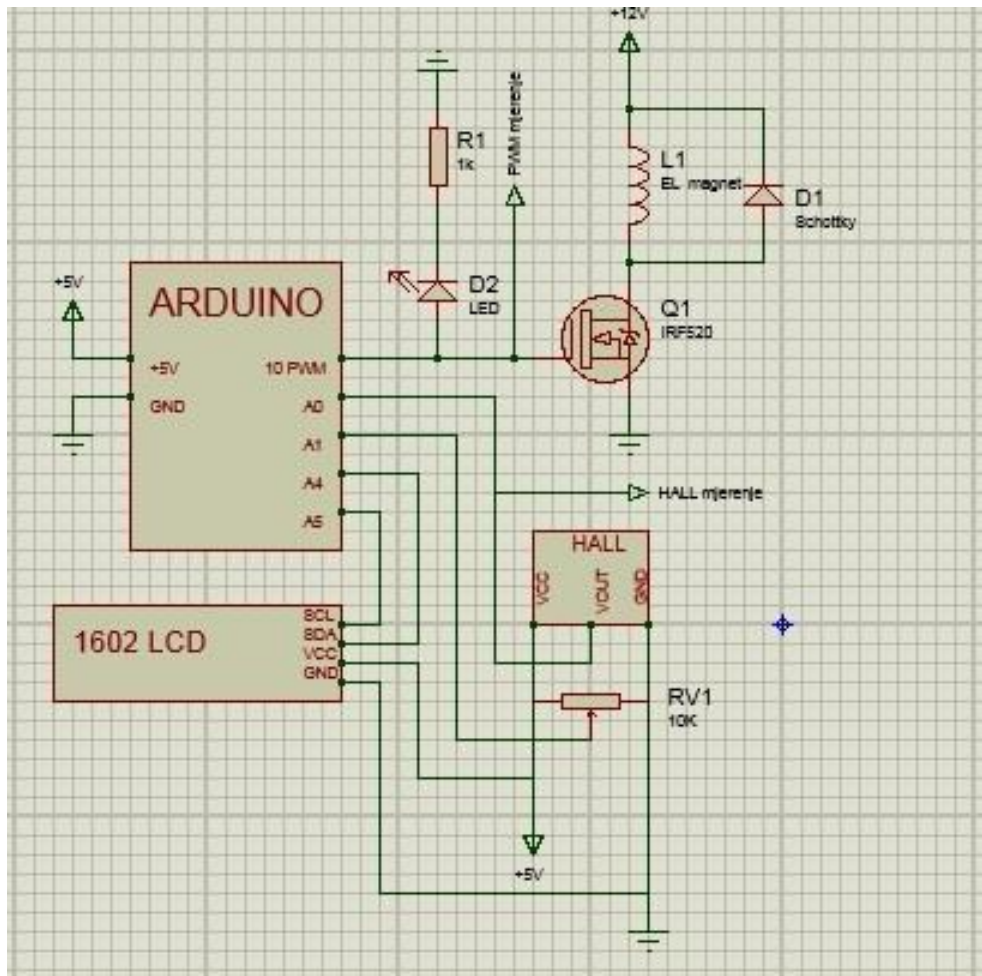 +12V
R1
1k
PWM mjerenje
L1
EL magnet
D1
Schottky
+5V
ARDUINO
D2
LED
Q1
IRF520
+5V
10 PWM
GND
A0
A1
A4
A5
HALL mjerenje
HALL
VCC
VOUT
GND
1602 LCD
SCL
SDA
VCC
GND
RV1
10K
+5V